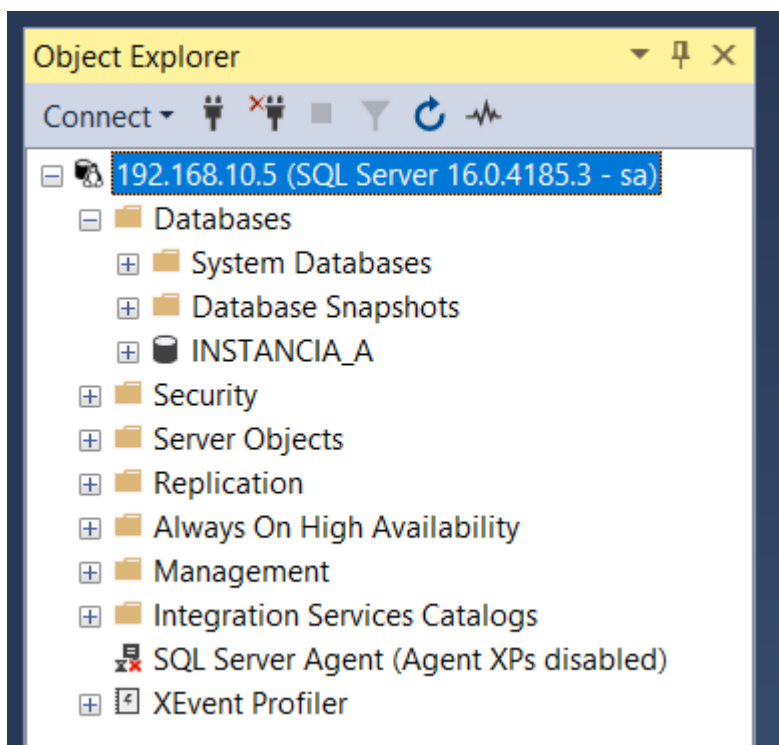 Object Explorer
Connect
192.168.10.5 (SQL Server 16.0.4185.3 - sa)
Databases
System Databases
Database Snapshots
INSTANCIA_A
Security
Server Objects
Replication
Always On High Availability
Management
Integration Services Catalogs
SQL Server Agent (Agent XPs disabled)
XEvent Profiler